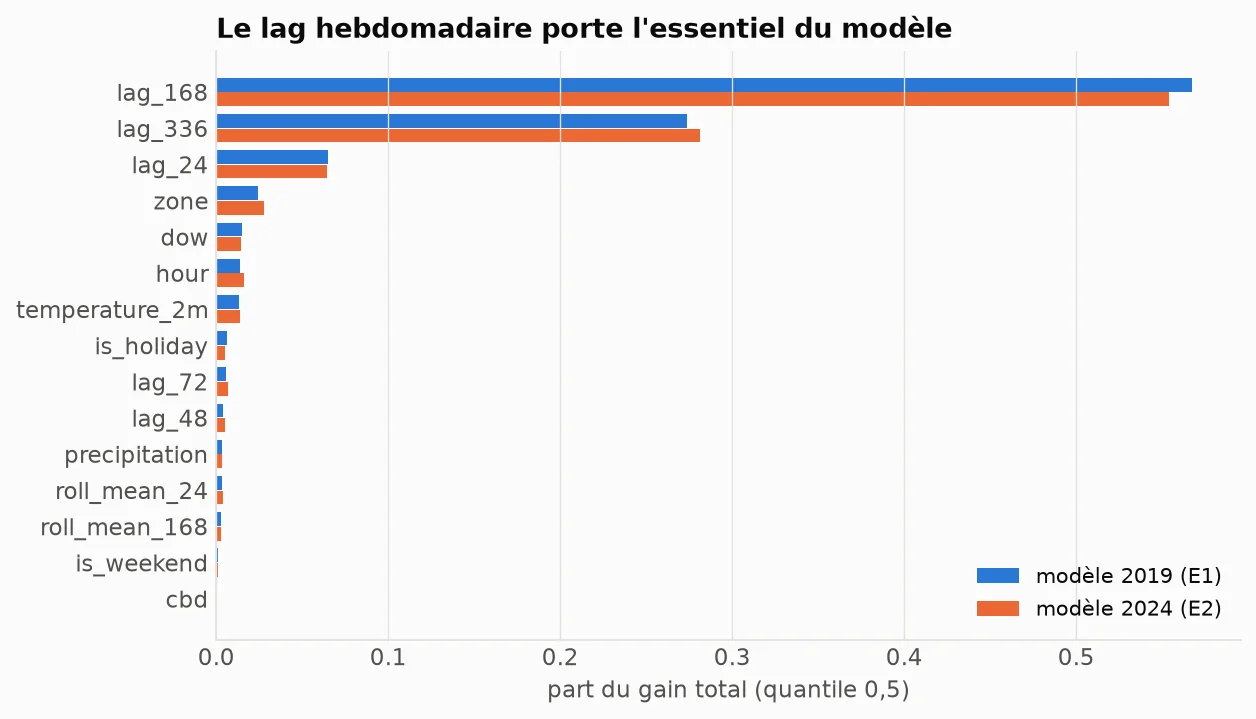 Le lag hebdomadaire porte l'essentiel du modèle
lag_168
lag_336
lag_24
zone
dow
hour
temperature_2m
is_holiday
lag_72
lag_48
precipitation
roll_mean_24
roll_mean_168
is_weekend
cbd
modèle 2019 (E1)
modèle 2024 (E2)
0.0 0.1 0.2 0.3 0.4 0.5
part du gain total (quantile 0,5)